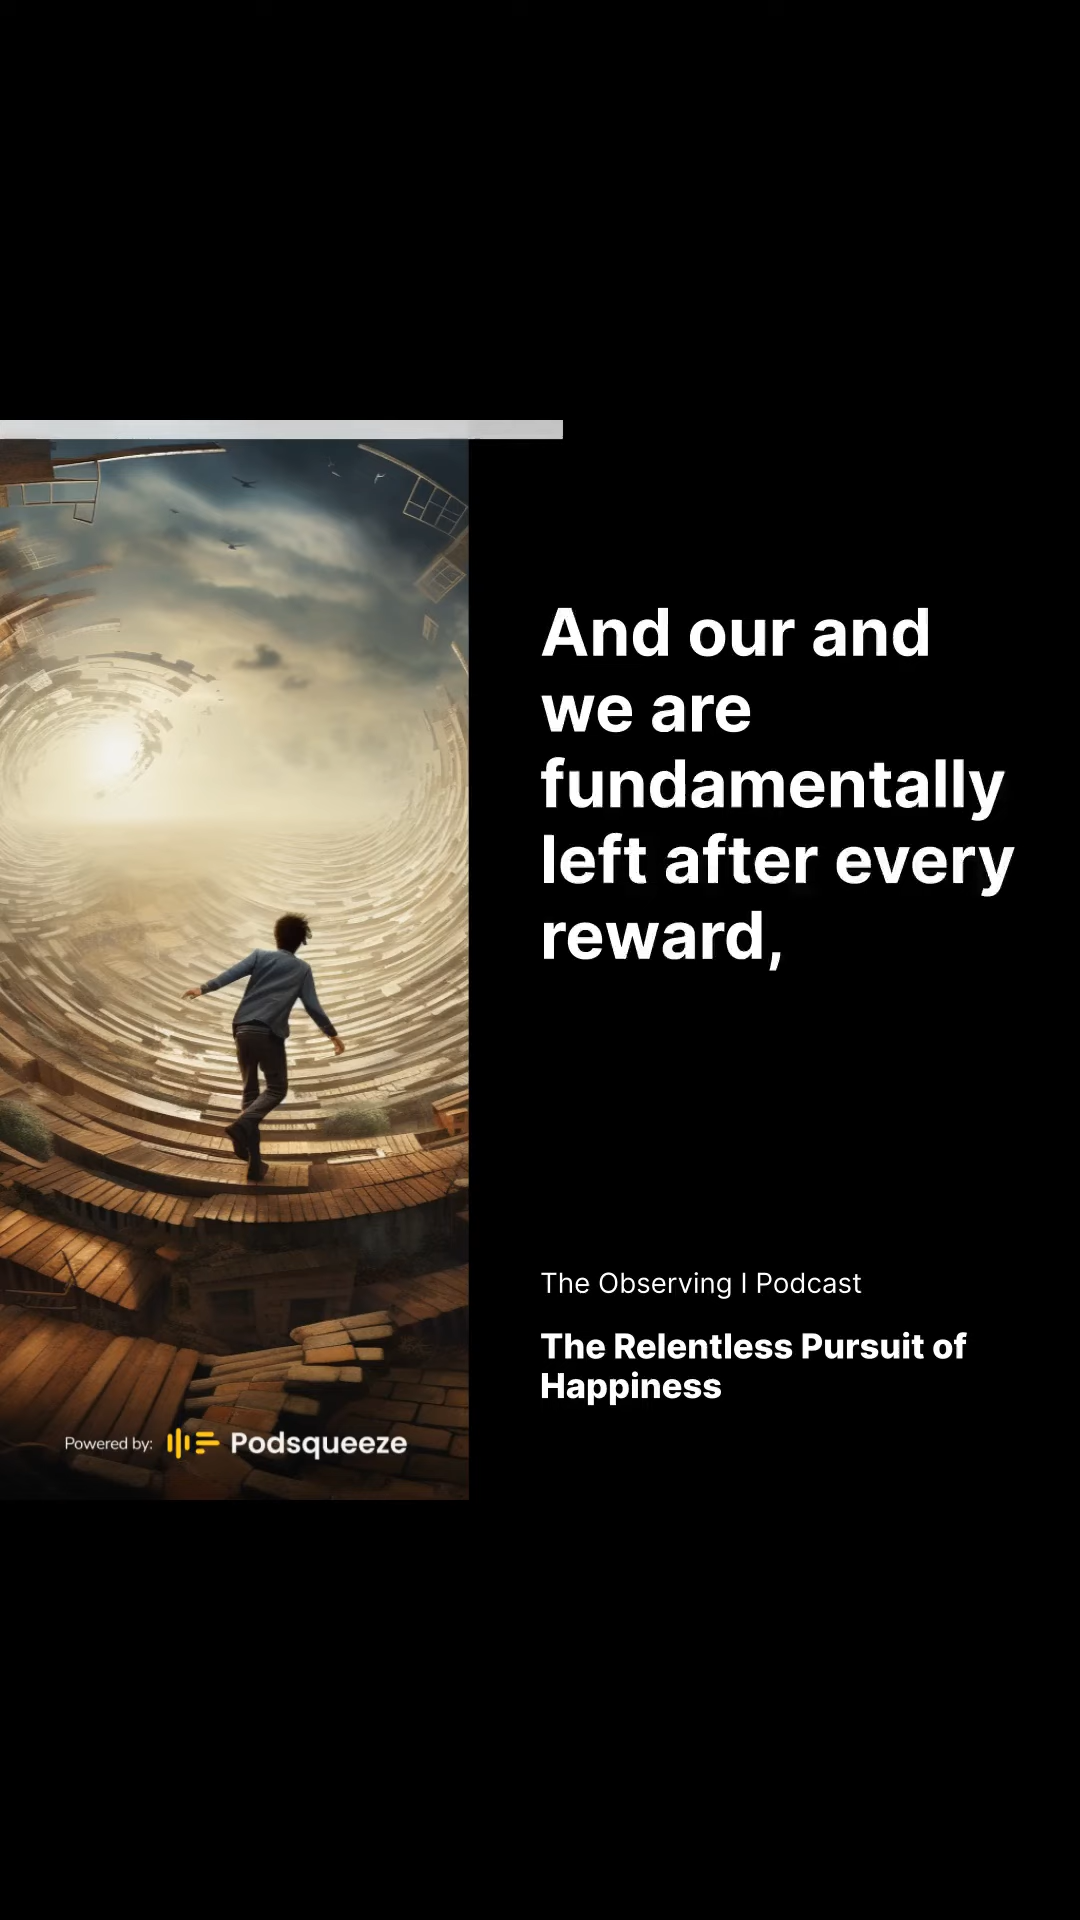 And our and
we are
fundamentally
left after every
reward,
The Observing I Podcast
The Relentless Pursuit of
Happiness
Powered by: Podsqueeze